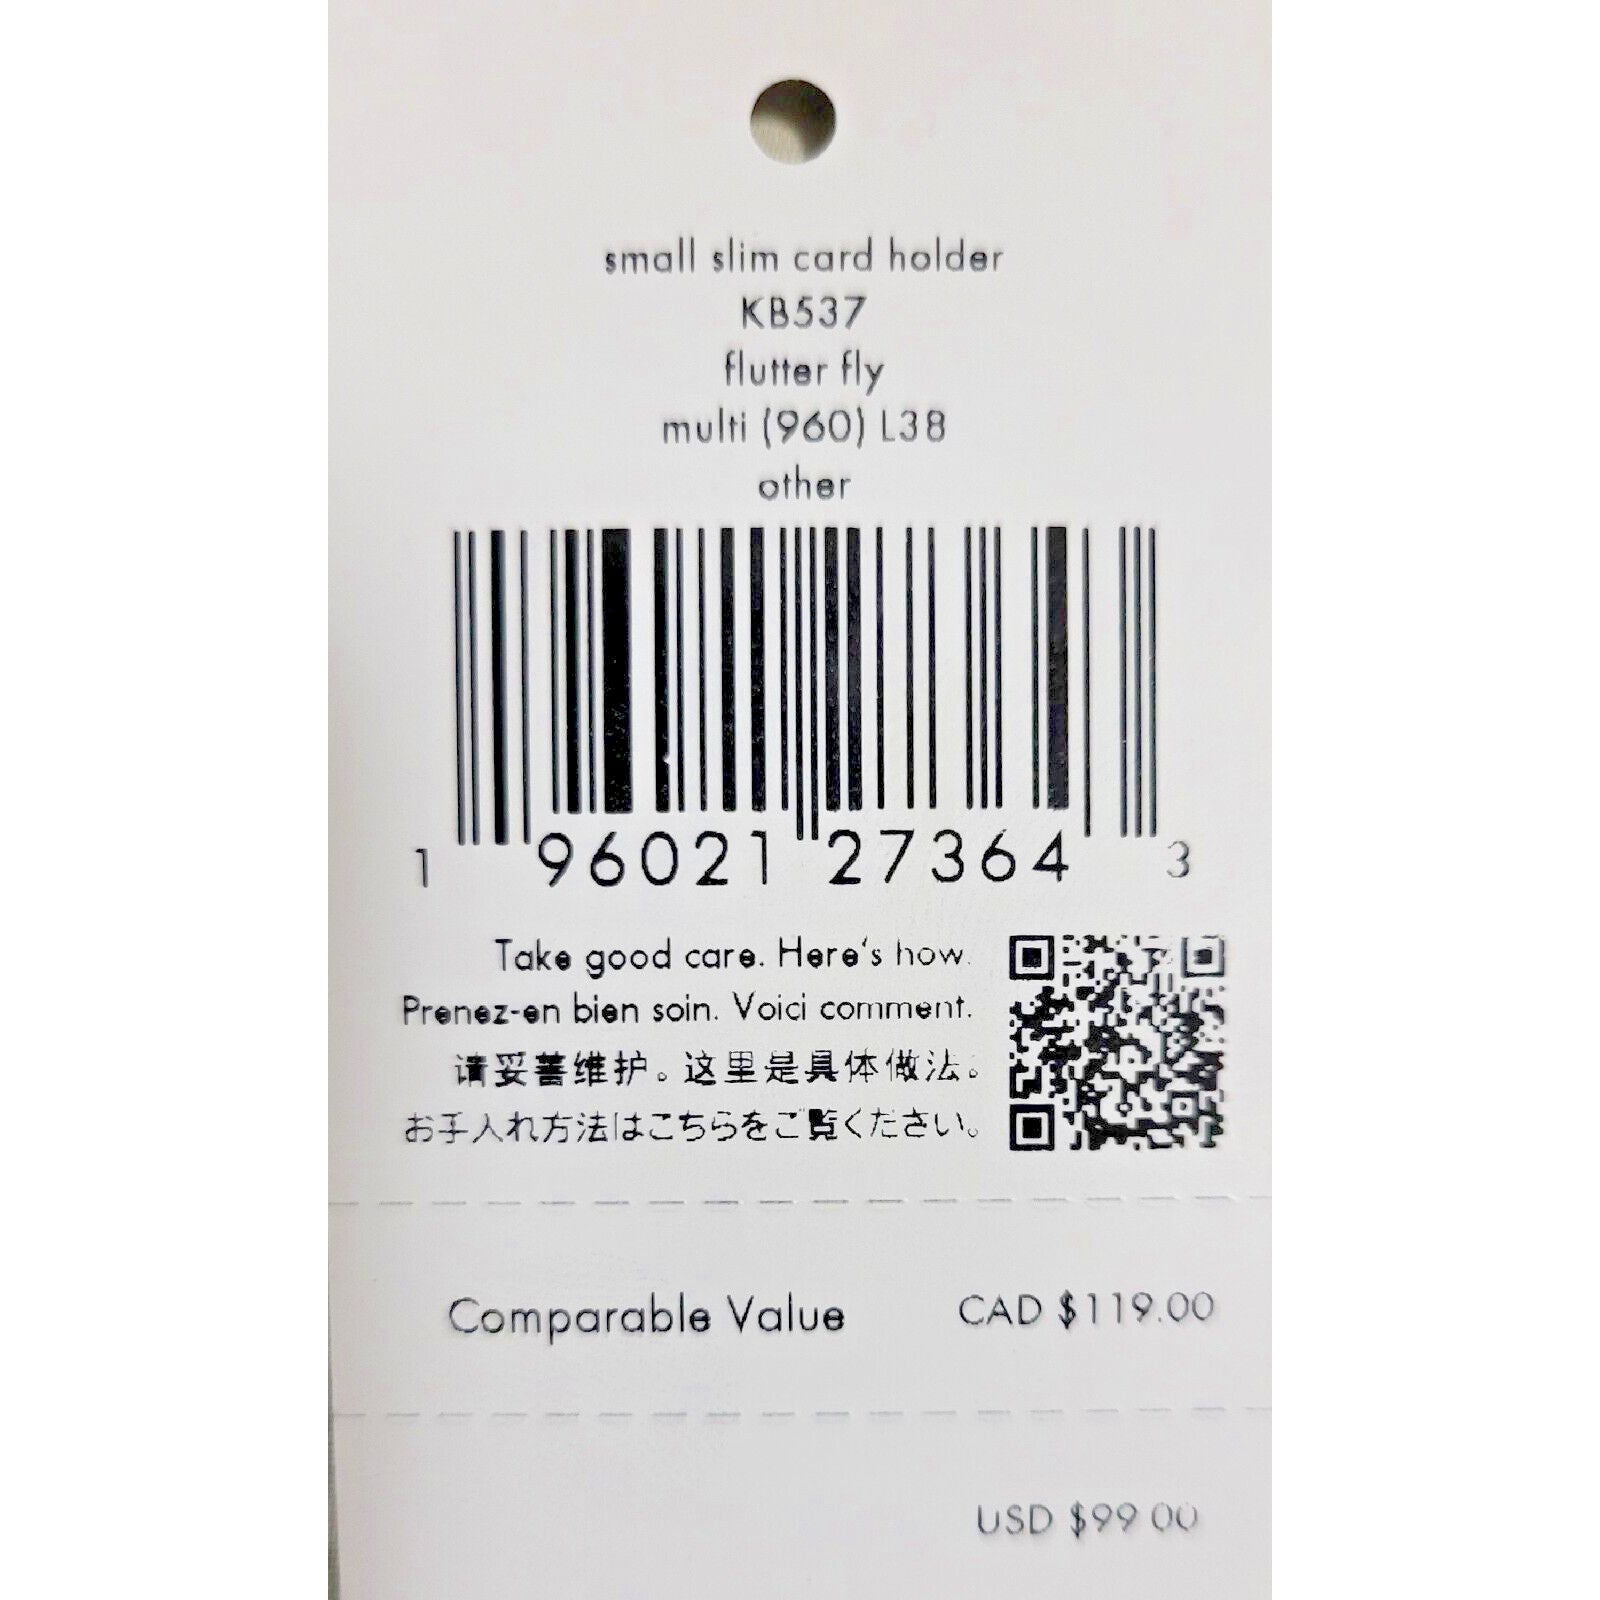 small slim card holder
KB537
flutter fly
multi (960) L38
other
1 96021 27364 3
Take good care. Here's how.
Prenez-en bien soin. Voici comment.
请妥善维护。这里是具体做法。
お手入れ方法はこちらをご覧ください。
Comparable Value CAD $119.00
USD $99.00